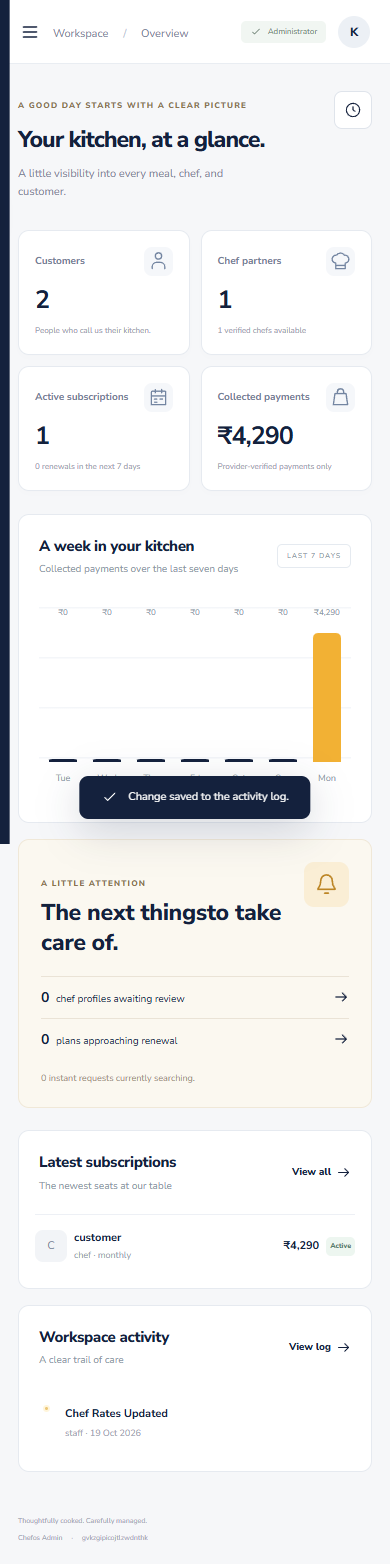 Workspace / Overview
Administrator
K
A GOOD DAY STARTS WITH A CLEAR PICTURE
Your kitchen, at a glance.
A little visibility into every meal, chef, and
customer.
Customers
2
People who call us their kitchen.
Chef partners
1
1 verified chefs available
Active subscriptions
1
0 renewals in the next 7 days
Collected payments
₹4,290
Provider-verified payments only
A week in your kitchen
Collected payments over the last seven days
LAST 7 DAYS
₹0 ₹0 ₹0 ₹0 ₹0 ₹0 ₹4,290
Tue Mon
Change saved to the activity log.
A LITTLE ATTENTION
The next thingsto take
care of.
0 chef profiles awaiting review
0 plans approaching renewal
0 instant requests currently searching.
Latest subscriptions
The newest seats at our table
View all
C
customer
chef · monthly
₹4,290
Active
Workspace activity
A clear trail of care
View log
Chef Rates Updated
staff · 19 Oct 2026
Thoughtfully cooked. Carefully managed.
Chefos Admin ·